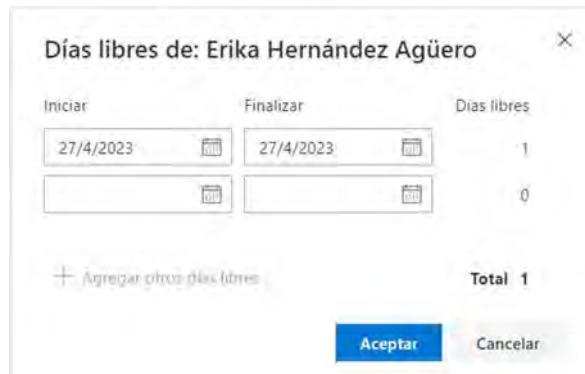 Días libres de: Erika Hernández Agüero
Iniciar Finalizar Días libres
27/4/2023 27/4/2023 1
0
+ Agregar otros días libres
Total 1
Aceptar Cancelar